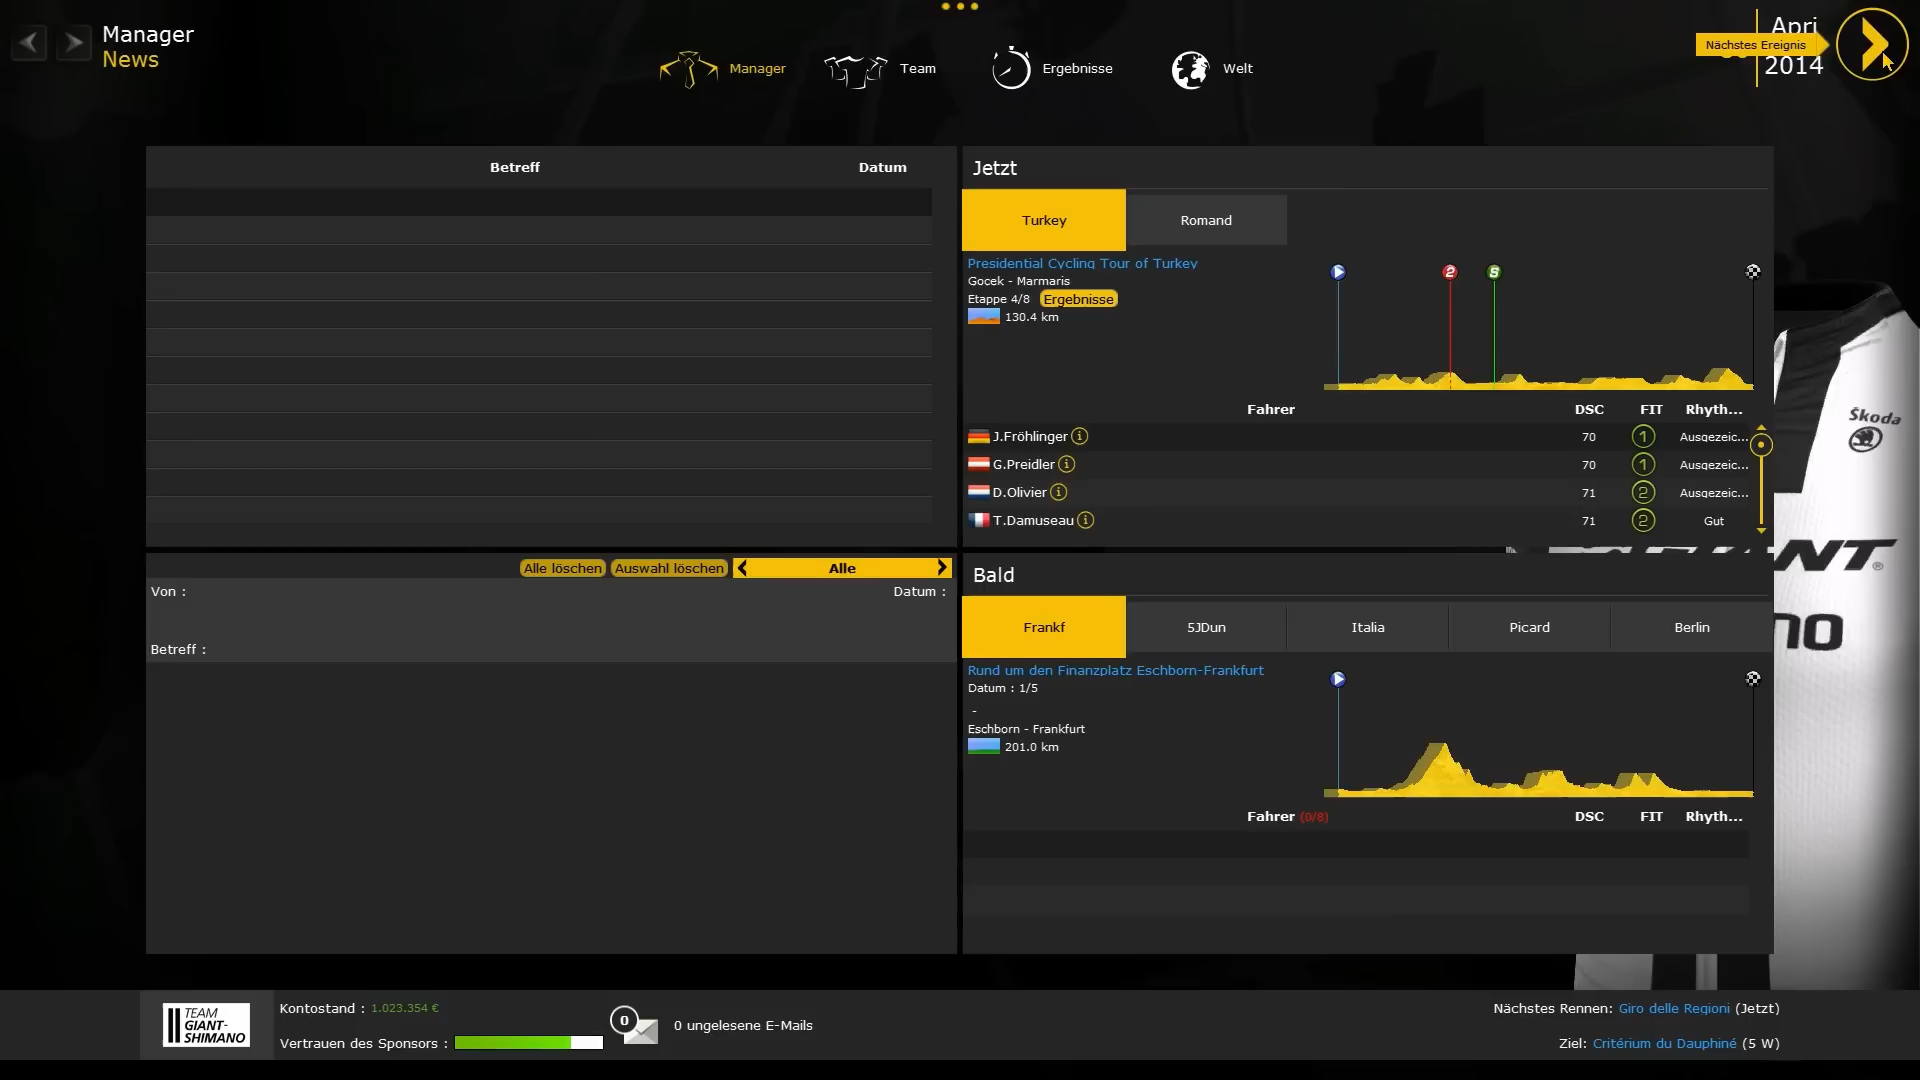 Manager
News
Manager
Team
Ergebnisse
Welt
Nächstes Ereignis
Apri
2014
Betreff Datum
Jetzt
Turkey Romand
Presidential Cycling Tour of Turkey
Gocek - Marmaris
Etappe 4/8 Ergebnisse
130.4 km
2 S
Fahrer DSC FIT Rhyth...
J.Fröhlinger i 70 1 Ausgezeic...
G.Preidler i 70 1 Ausgezeic...
D.Olivier i 71 2 Ausgezeic...
T.Damuseau i 71 2 Gut
Škoda
Alle löschen Auswahl löschen Alle
Von : Datum :
Betreff :
Bald
Frankf 5JDun Italia Picard Berlin
Rund um den Finanzplatz Eschborn-Frankfurt
Datum : 1/5
-
Eschborn - Frankfurt
201.0 km
Fahrer (0/8) DSC FIT Rhyth...
TEAM
GIANT-
SHIMANO
Kontostand : 1.023.354 €
Vertrauen des Sponsors :
0
0 ungelesene E-Mails
Nächstes Rennen: Giro delle Regioni (Jetzt)
Ziel: Critérium du Dauphiné (5 W)